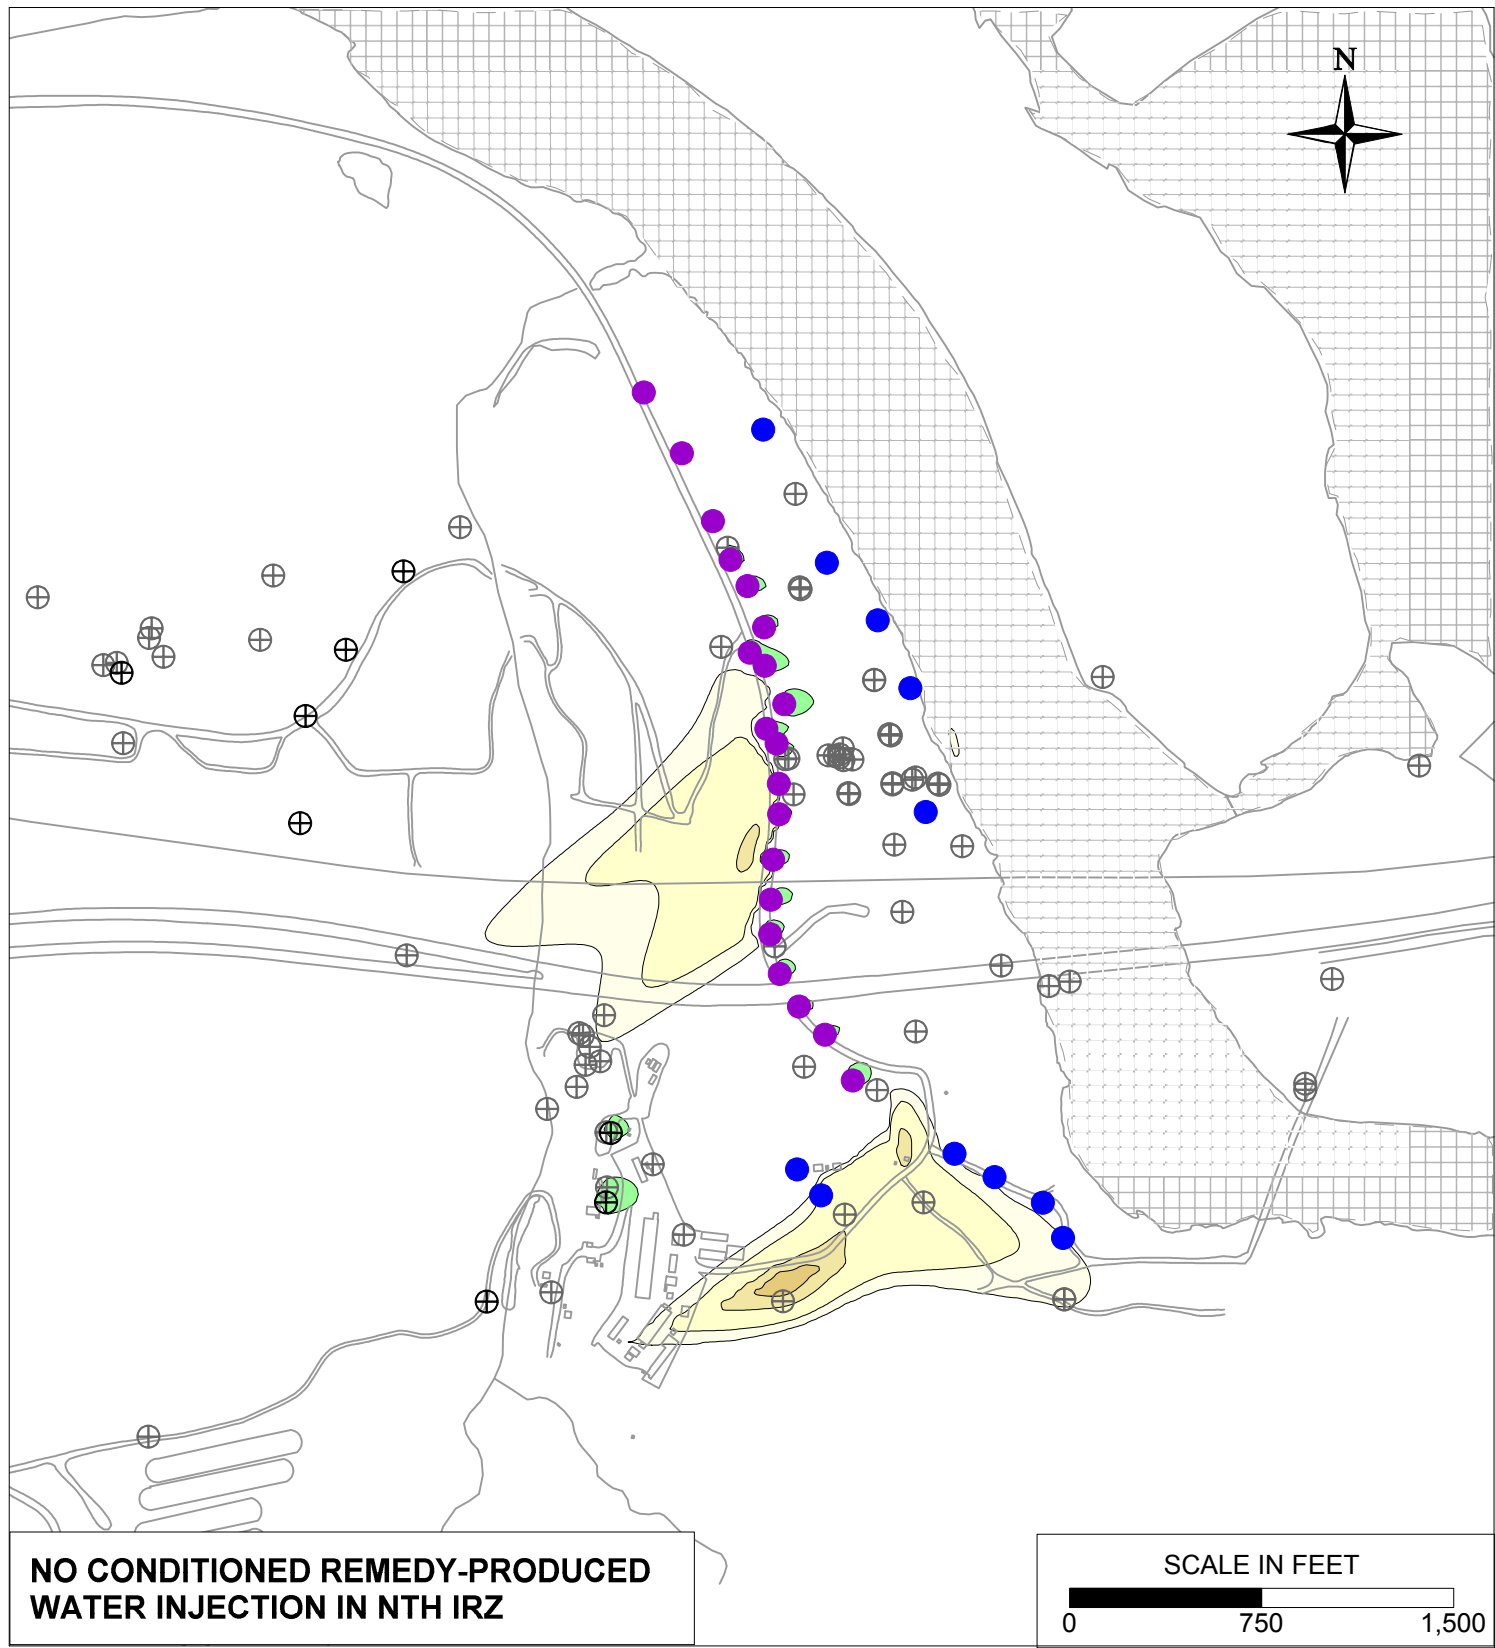 N
NO CONDITIONED REMEDY-PRODUCED
WATER INJECTION IN NTH IRZ
SCALE IN FEET
0 750 1,500